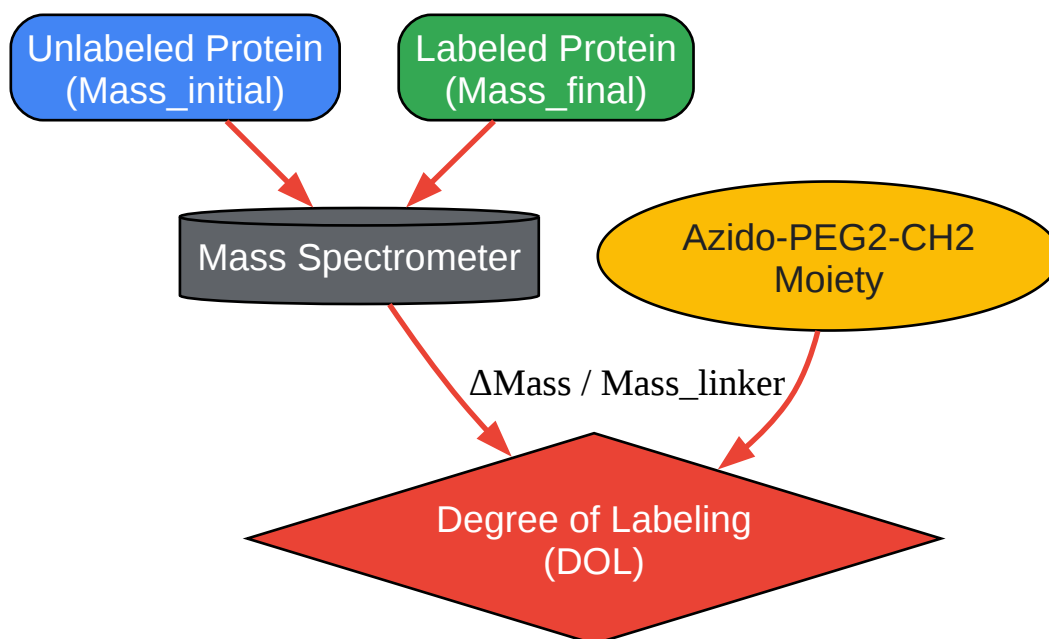 Unlabeled Protein
(Mass_initial)
Labeled Protein
(Mass_final)
Mass Spectrometer
Azido-PEG2-CH2
Moiety
ΔMass / Mass_linker
Degree of Labeling
(DOL)